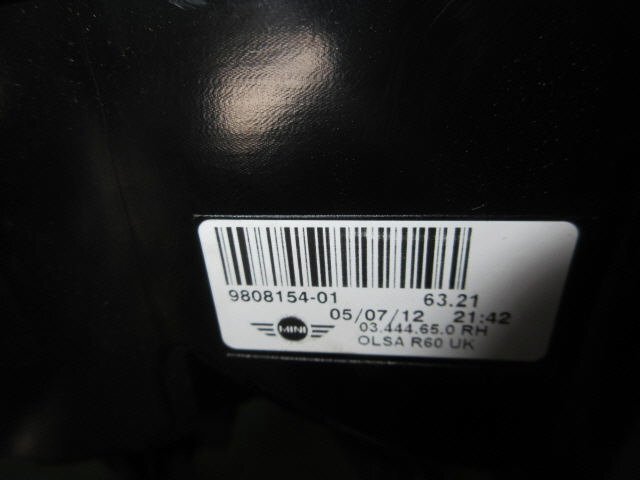 9808154-01 63.21
05/07/12 21:42
MINI 03.444.65.0 RH
OLSA R60 UK